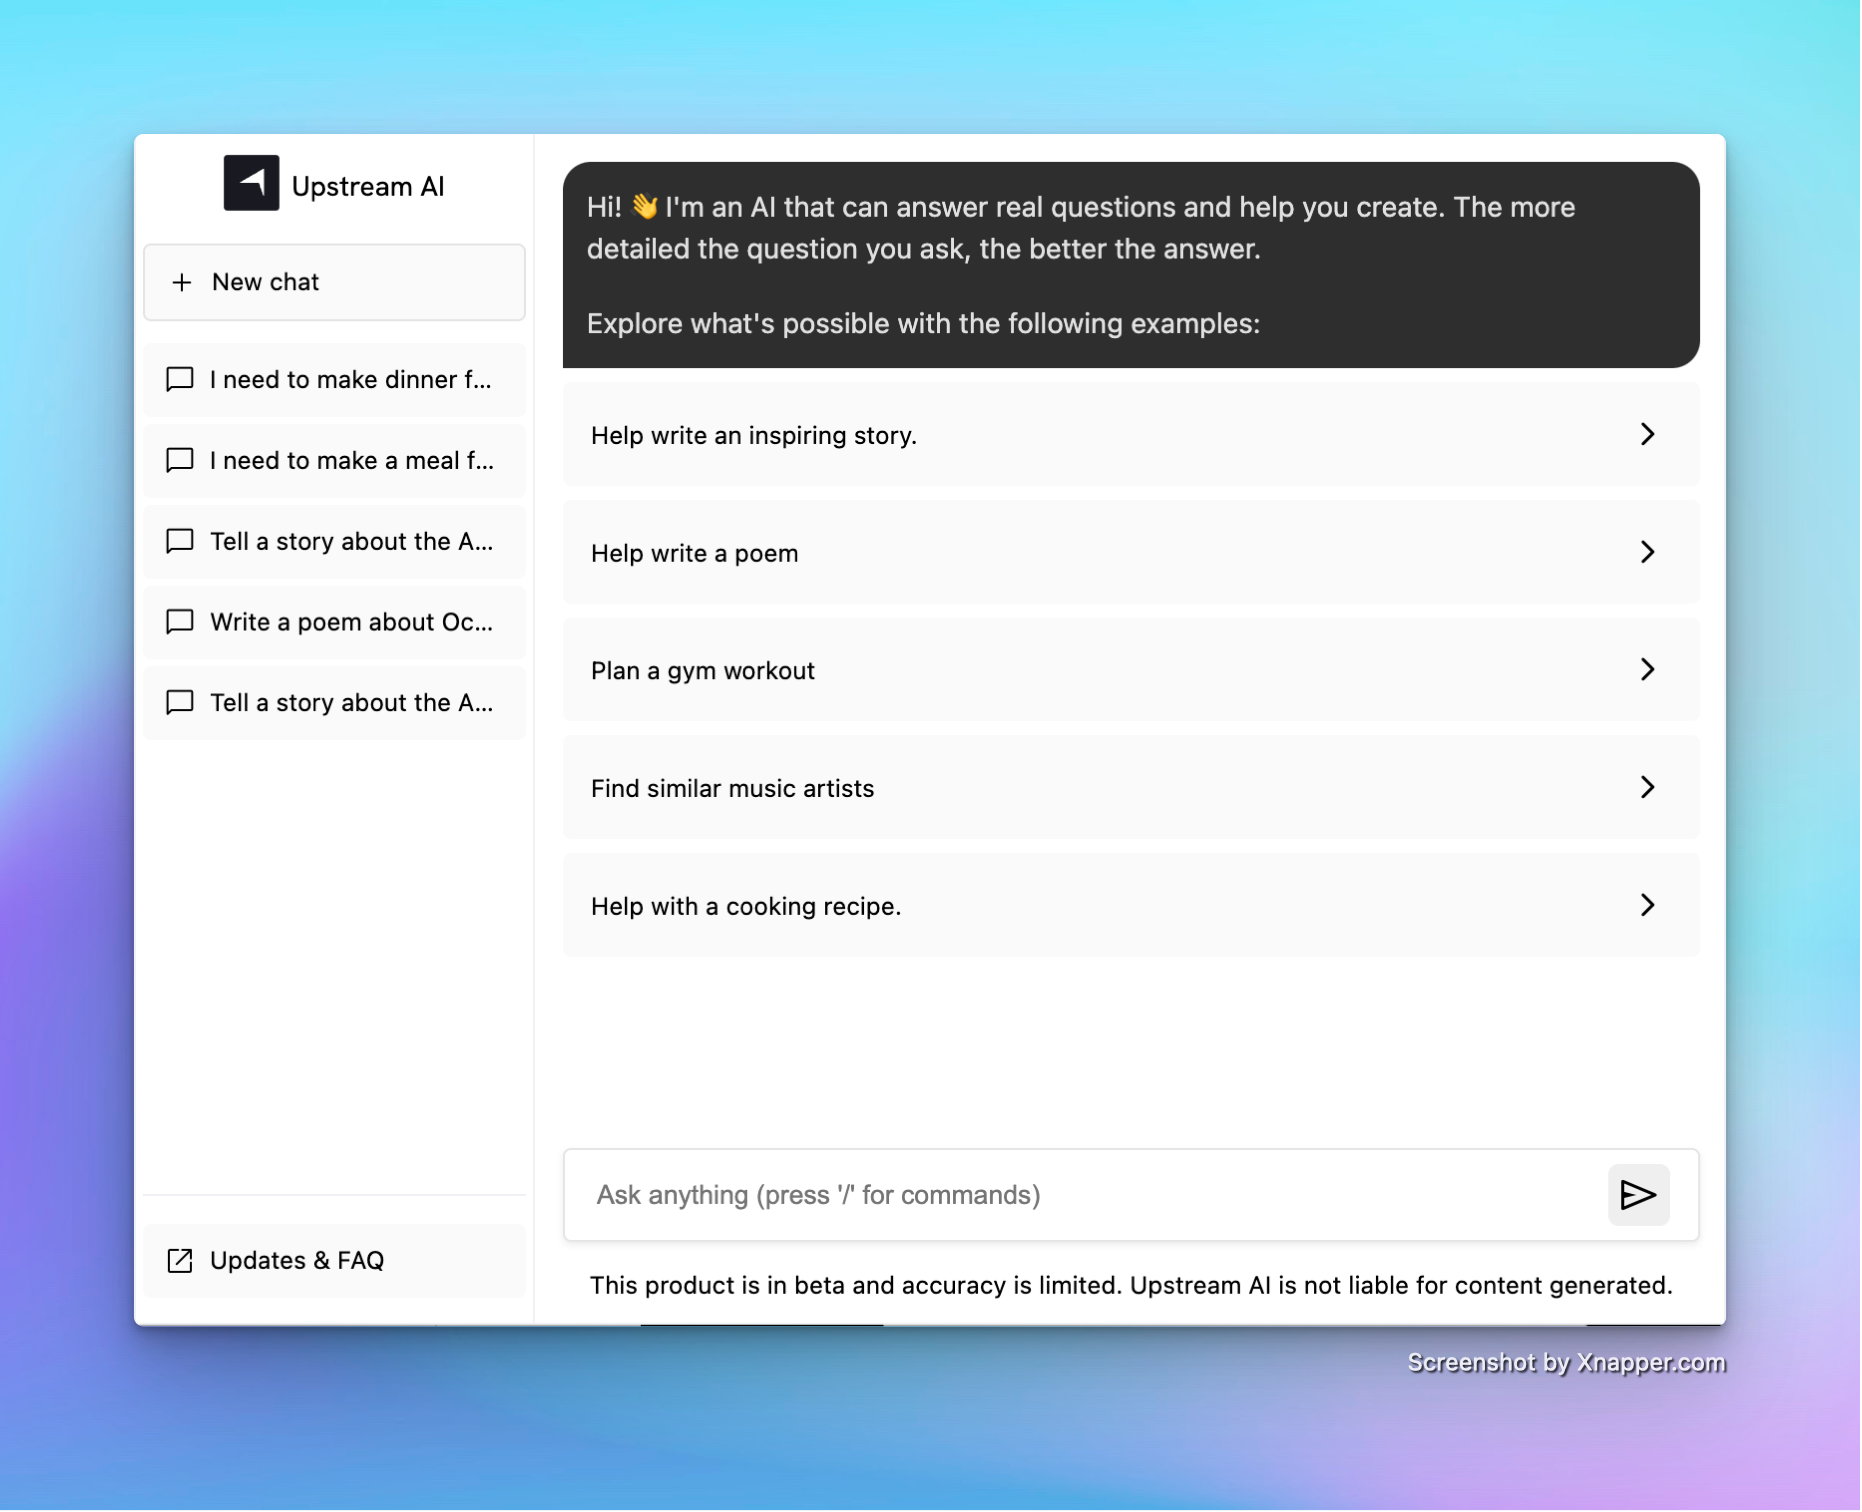 Upstream AI
New chat
I need to make dinner f...
I need to make a meal f...
Tell a story about the A...
Write a poem about Oc...
Tell a story about the A...
Updates & FAQ
Hi! 👋 I'm an AI that can answer real questions and help you create. The more
detailed the question you ask, the better the answer.
Explore what's possible with the following examples:
Help write an inspiring story.
Help write a poem
Plan a gym workout
Find similar music artists
Help with a cooking recipe.
Ask anything (press '/' for commands)
This product is in beta and accuracy is limited. Upstream AI is not liable for content generated.
Screenshot by Xnapper.com